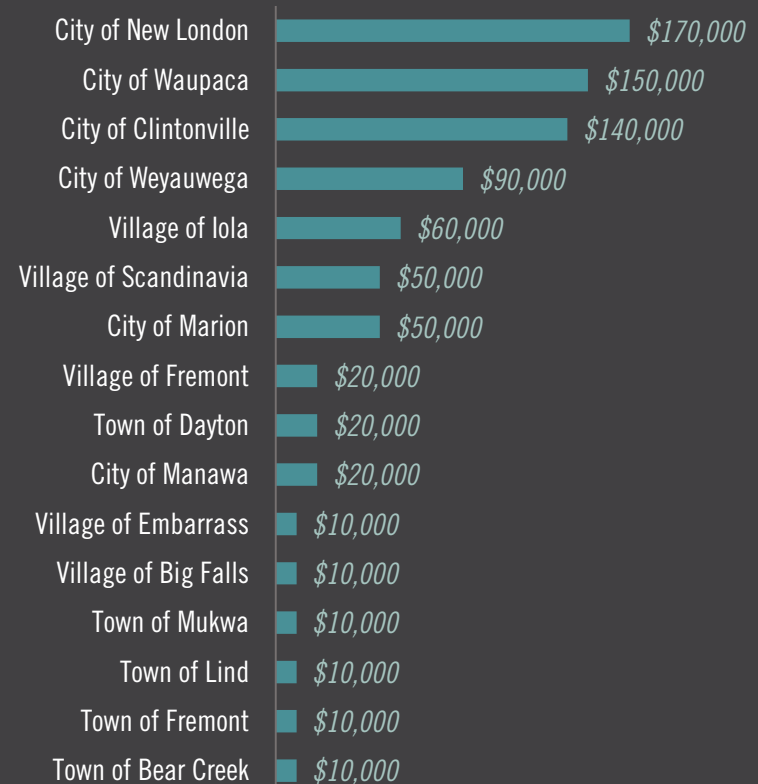 City of New London $170,000
City of Waupaca $150,000
City of Clintonville $140,000
City of Weyauwega $90,000
Village of Iola $60,000
Village of Scandinavia $50,000
City of Marion $50,000
Village of Fremont $20,000
Town of Dayton $20,000
City of Manawa $20,000
Village of Embarrass $10,000
Village of Big Falls $10,000
Town of Mukwa $10,000
Town of Lind $10,000
Town of Fremont $10,000
Town of Bear Creek $10,000